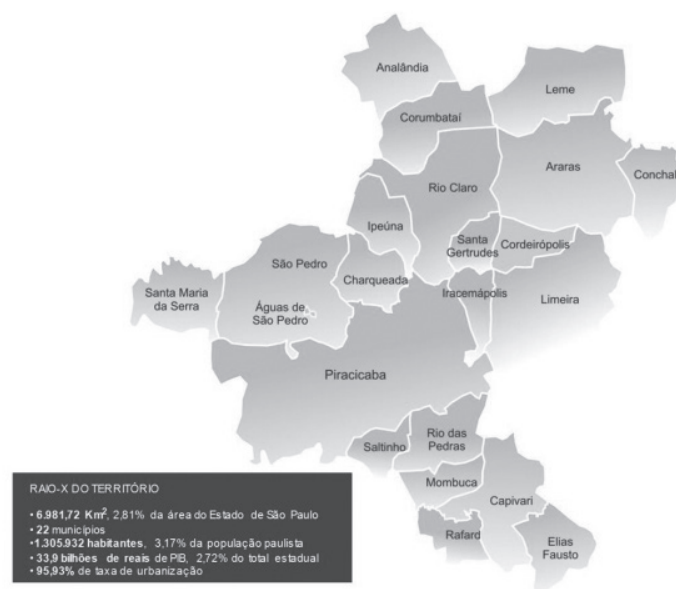 Analândia
Leme
Corumbataí
Araras
Conchal
Rio Claro
Ipeúna
Santa
Gertrudes
Cordeirópolis
São Pedro
Charqueada
Santa Maria
da Serra
Iracemápolis
Limeira
Águas de
São Pedro
Piracicaba
Saltinho
Rio das
Pedras
Mombuca
Capivari
Rafard
Elias
Fausto
RAIO-X DO TERRITÓRIO
• 6.981,72 Km², 2,81% da área do Estado de São Paulo
• 22 municípios
•1.305.932 habitantes, 3,17% da população paulista
• 33,9 bilhões de reais de PIB, 2,72% do total estadual
• 95,93% de taxa de urbanização